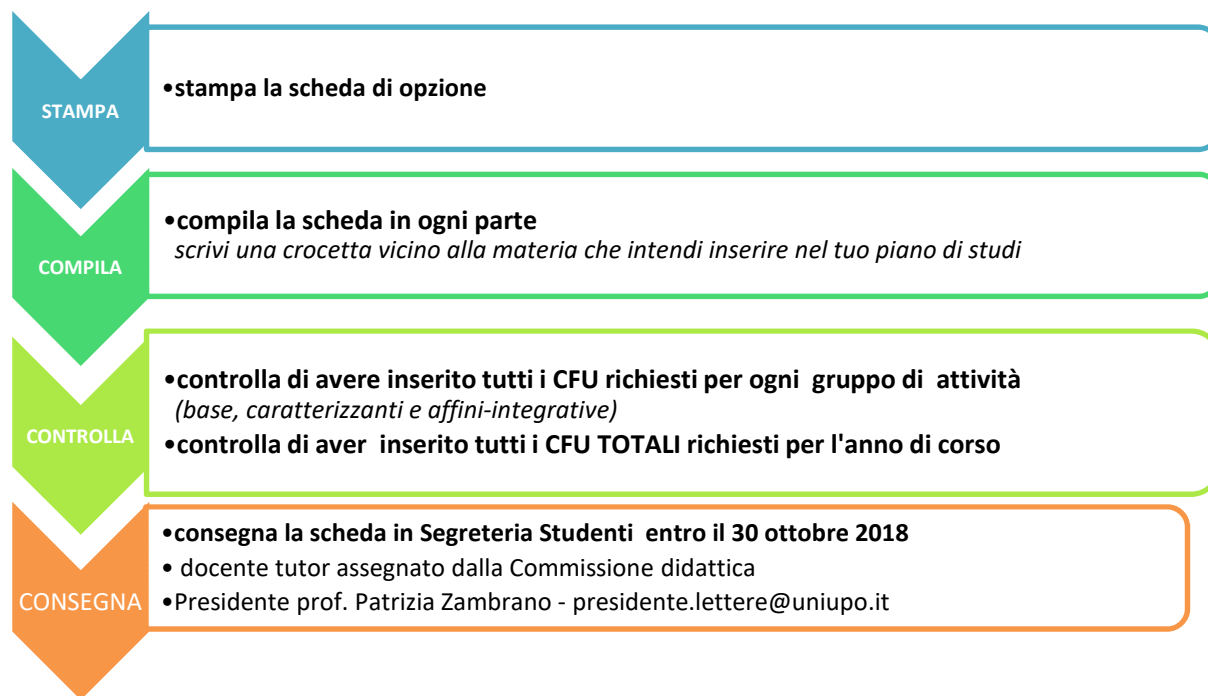 STAMPA
•stampa la scheda di opzione
COMPILA
•compila la scheda in ogni parte
scrivi una crocetta vicino alla materia che intendi inserire nel tuo piano di studi
CONTROLLA
•controlla di avere inserito tutti i CFU richiesti per ogni gruppo di attività
(base, caratterizzanti e affini-integrative)
•controlla di aver inserito tutti i CFU TOTALI richiesti per l'anno di corso
CONSEGNA
•consegna la scheda in Segreteria Studenti entro il 30 ottobre 2018
• docente tutor assegnato dalla Commissione didattica
•Presidente prof. Patrizia Zambrano - presidente.lettere@uniupo.it